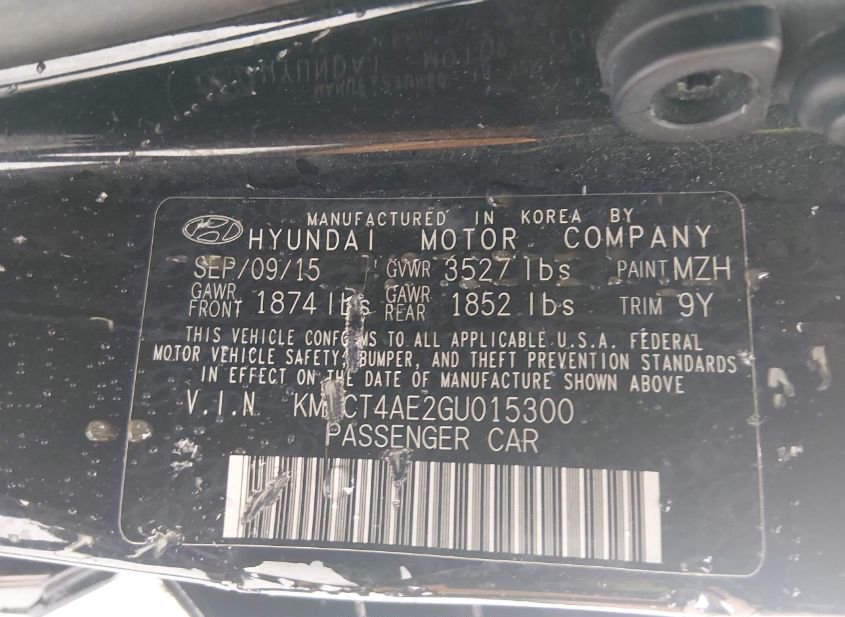 MANUFACTURED IN KOREA BY
HYUNDAI MOTOR COMPANY
SEP/09/15 GVWR 3527 lbs PAINT MZH
GAWR FRONT 1874 lbs GAWR REAR 1852 lbs TRIM 9Y
THIS VEHICLE CONFORMS TO ALL APPLICABLE U.S.A. FEDERAL
MOTOR VEHICLE SAFETY, BUMPER, AND THEFT PREVENTION STANDARDS
IN EFFECT ON THE DATE OF MANUFACTURE SHOWN ABOVE
V.I.N
PASSENGER CAR